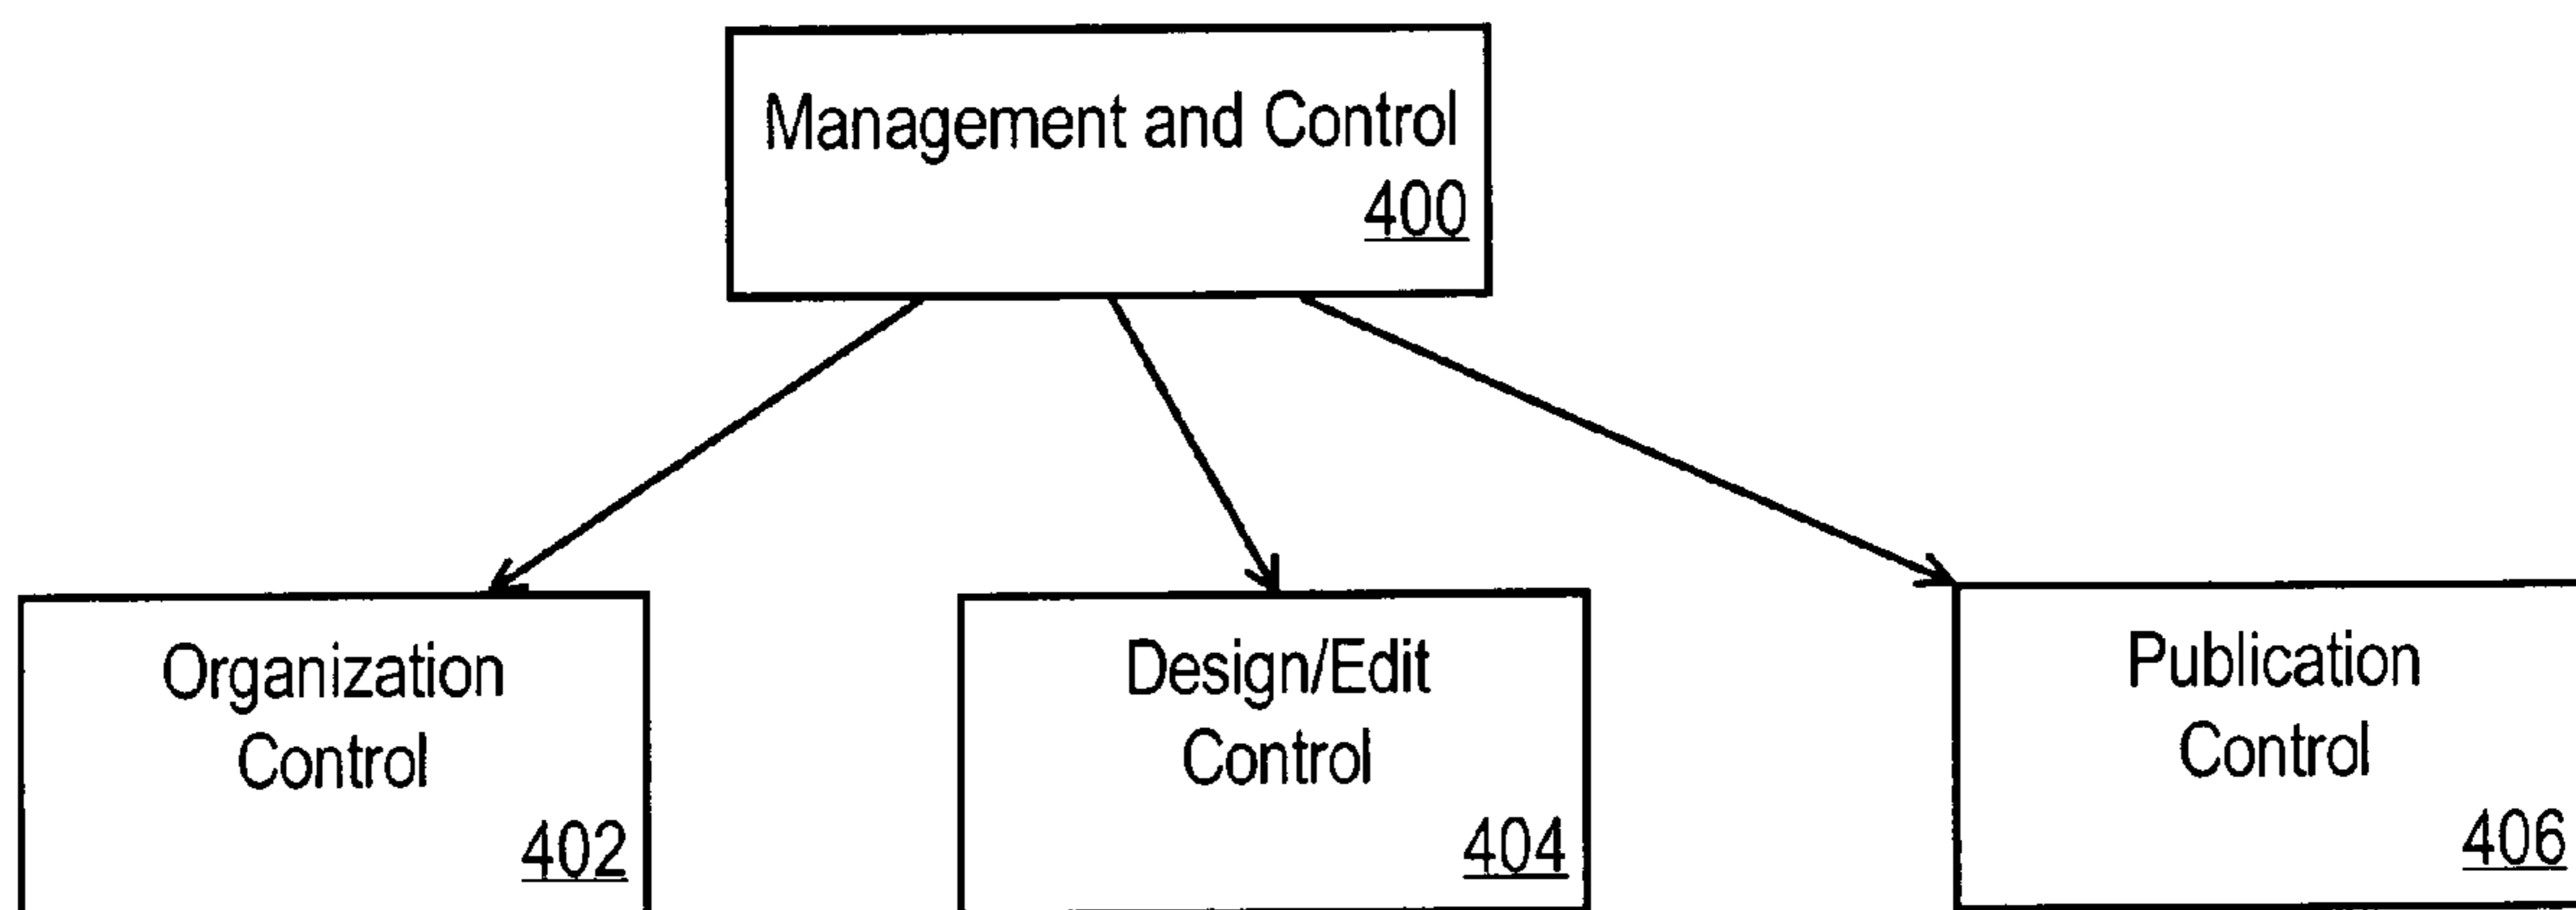 Management and Control
400
Organization
Control
402
Design/Edit
Control
404
Publication
Control
406